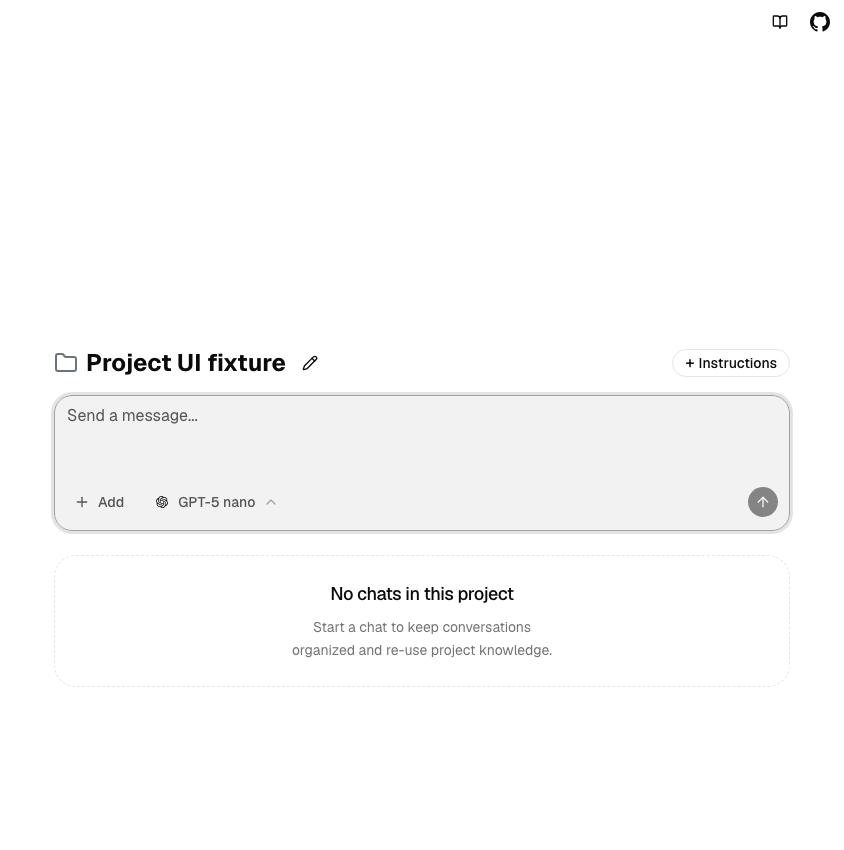 Project UI fixture
+ Instructions
Send a message...
Add
GPT-5 nano
No chats in this project
Start a chat to keep conversations
organized and re-use project knowledge.